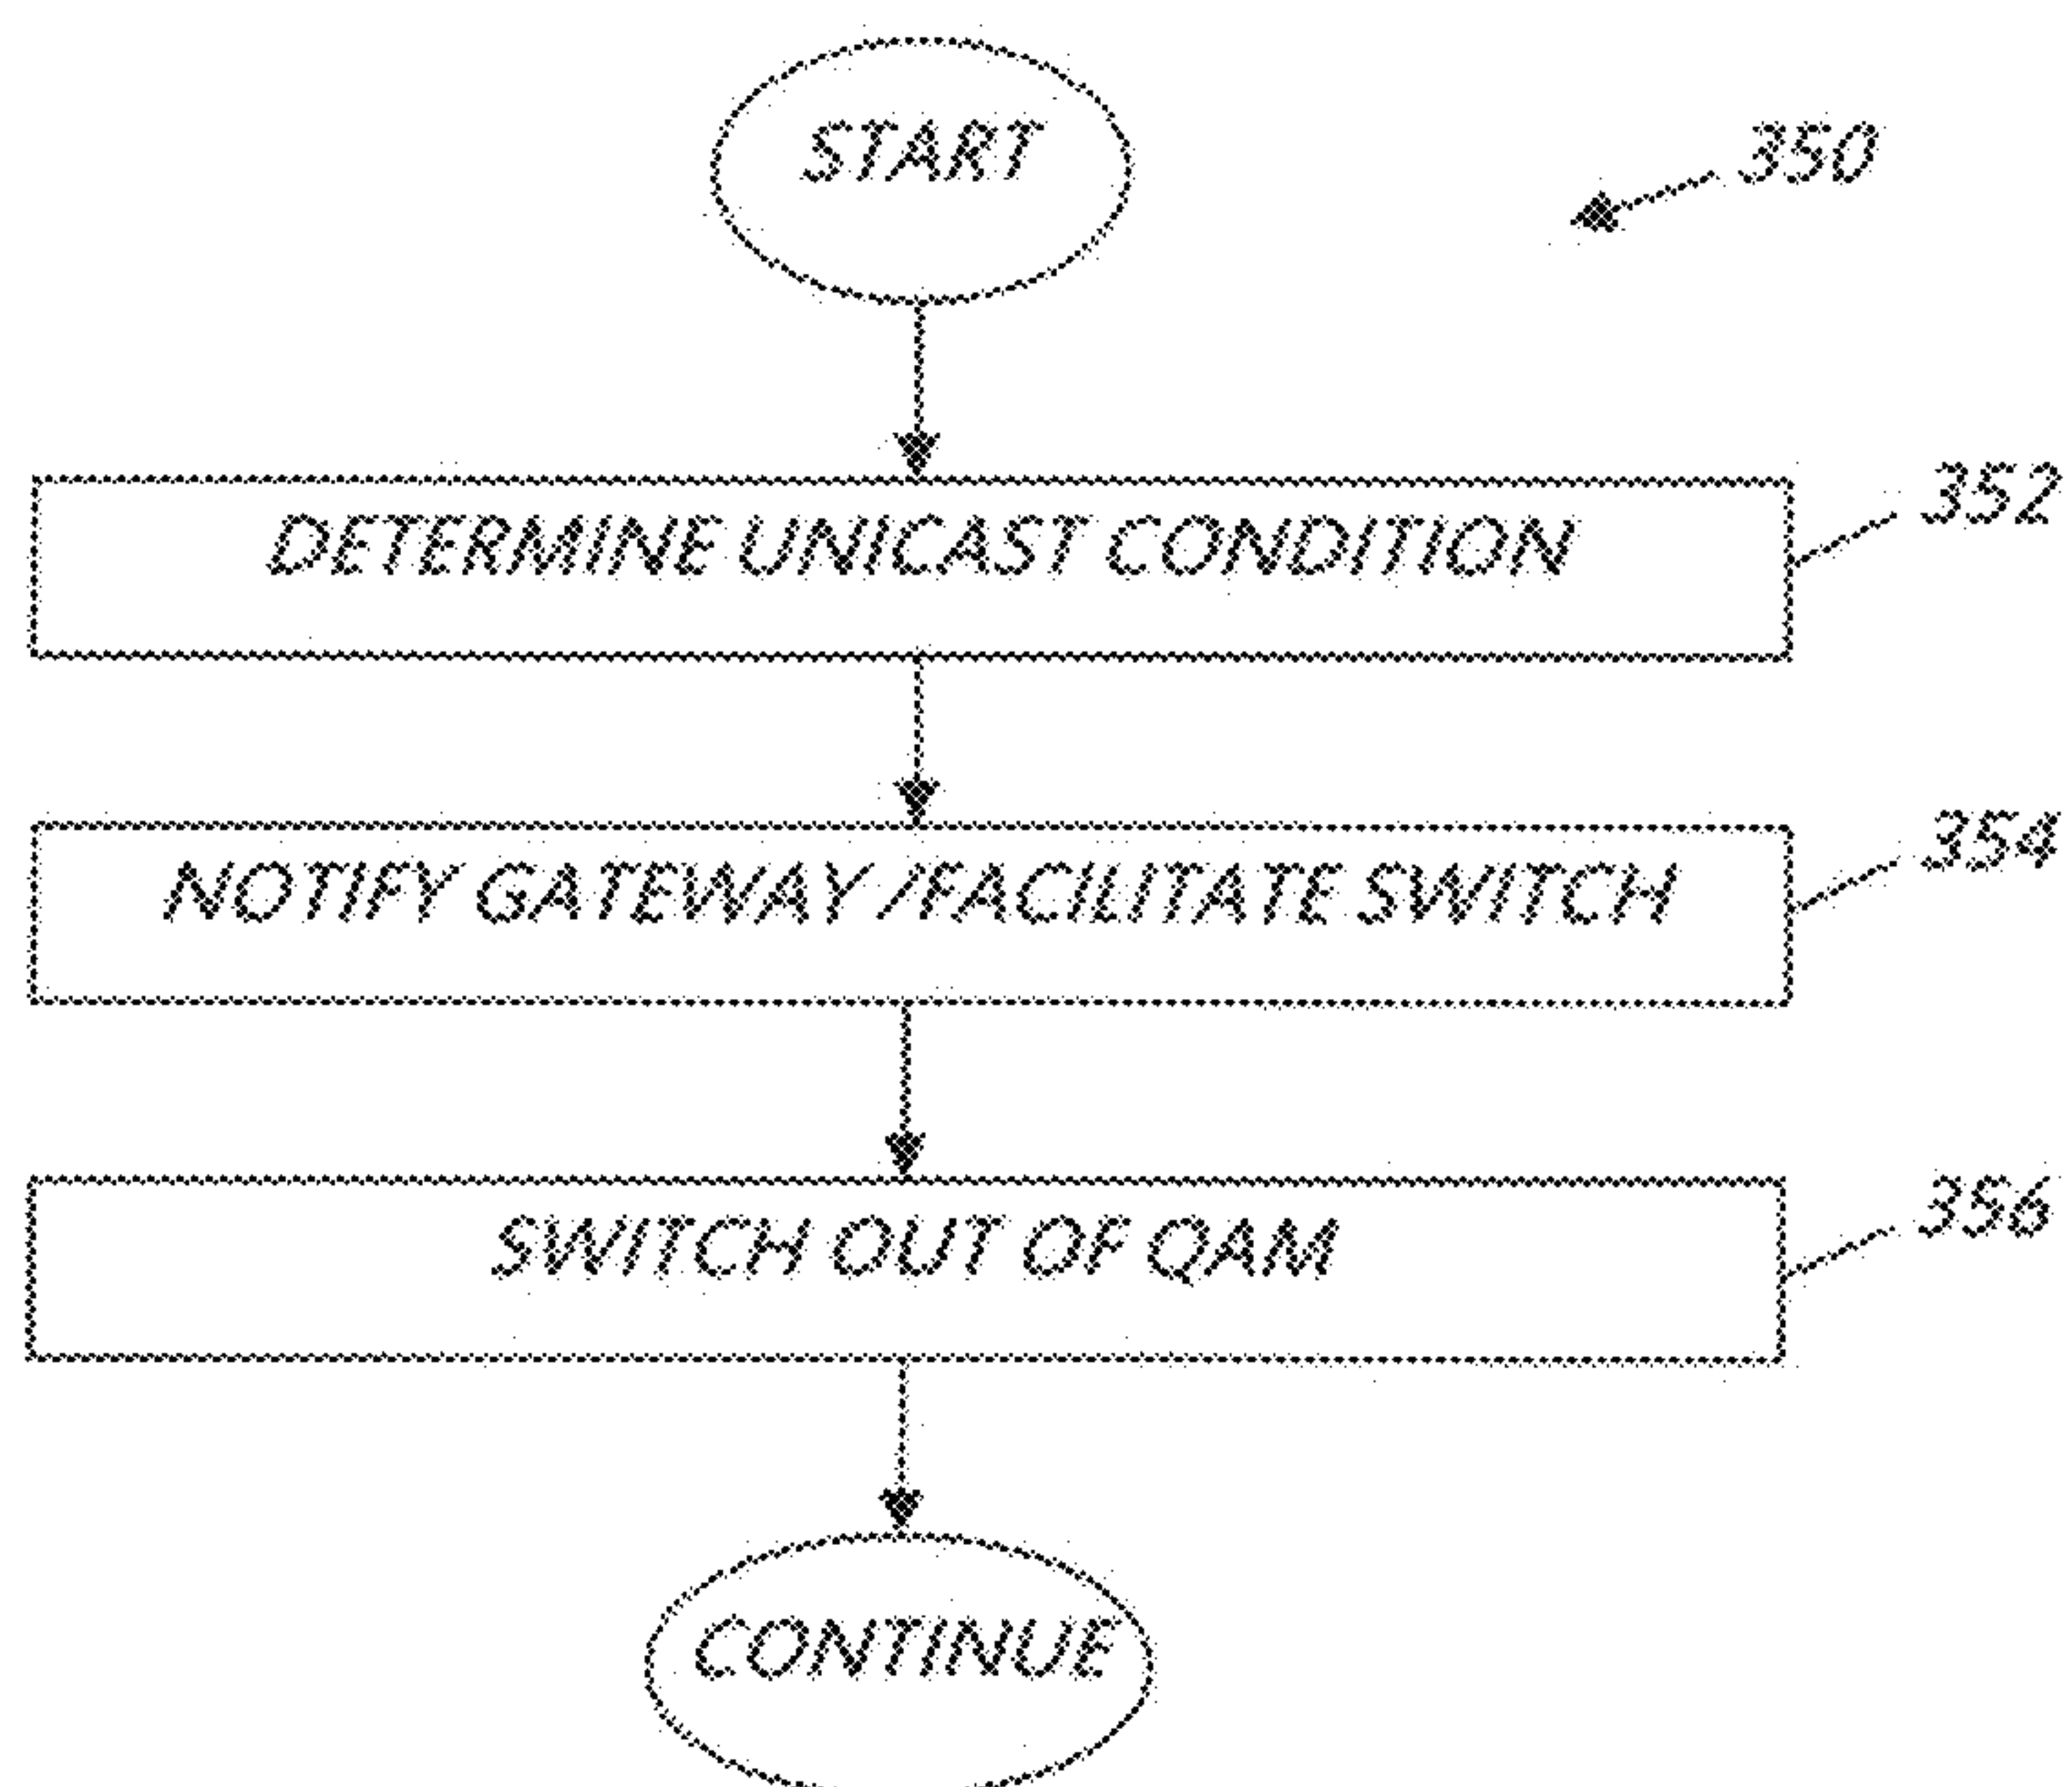 START
350
DETERMINE UNICAST CONDITION
352
NOTIFY GATEWAY /FACILITATE SWITCH
354
SWITCH OUT OF QAM
356
CONTINUE